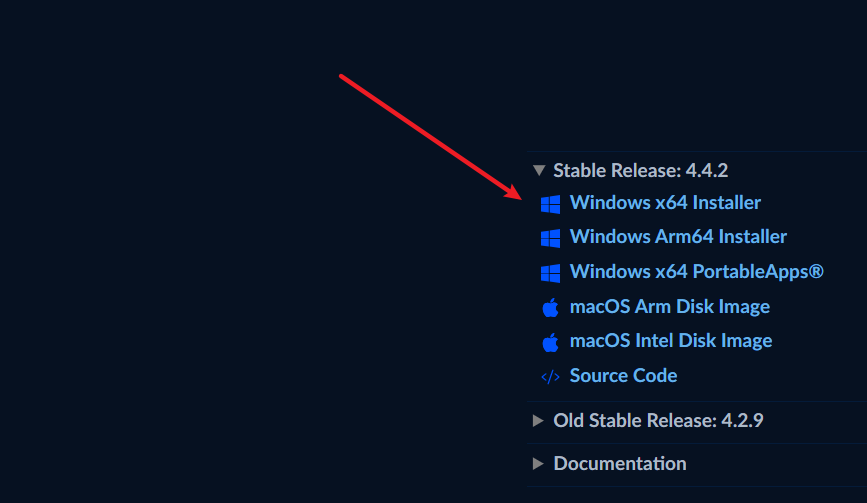 Stable Release: 4.4.2
Windows x64 Installer
Windows Arm64 Installer
Windows x64 PortableApps®
macOS Arm Disk Image
macOS Intel Disk Image
Source Code
Old Stable Release: 4.2.9
Documentation